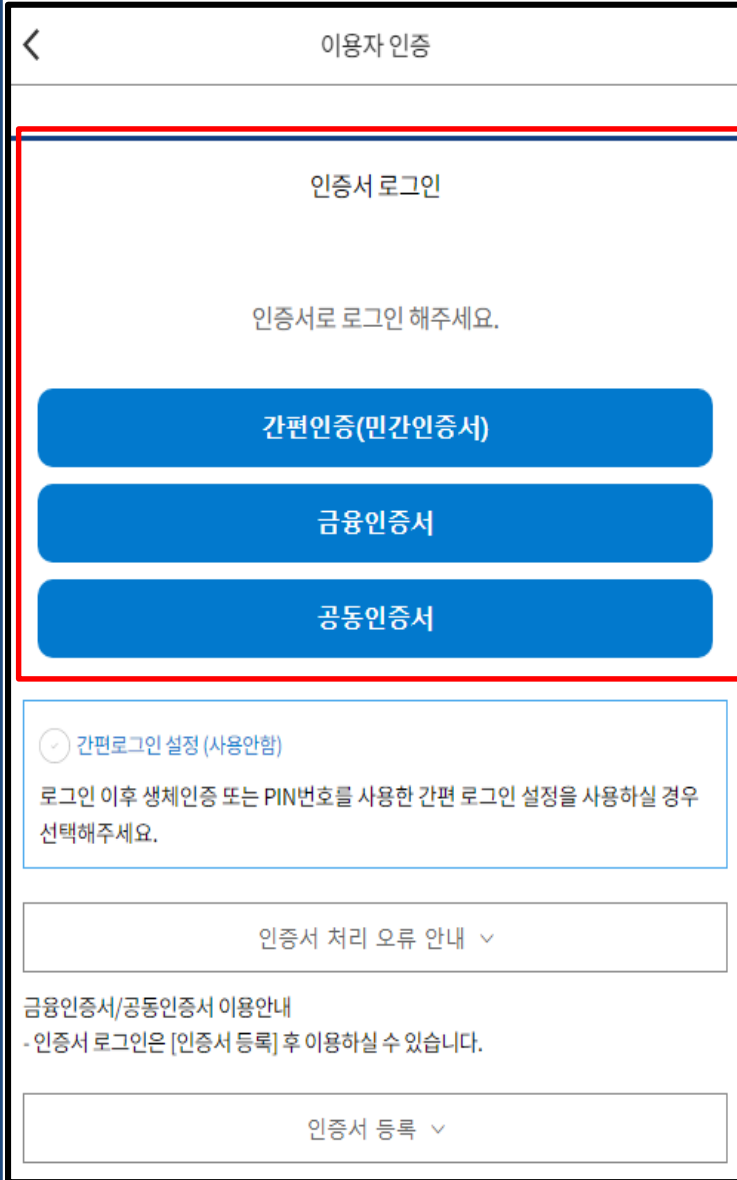 이용자 인증
인증서 로그인
인증서로 로그인 해주세요.
간편인증(민간인증서)
금융인증서
공동인증서
간편로그인 설정 (사용안함)
로그인 이후 생체인증 또는 PIN번호를 사용한 간편 로그인 설정을 사용하실 경우
선택해주세요.
인증서 처리 오류 안내
금융인증서/공동인증서 이용안내
- 인증서 로그인은 [인증서 등록] 후 이용하실 수 있습니다.
인증서 등록